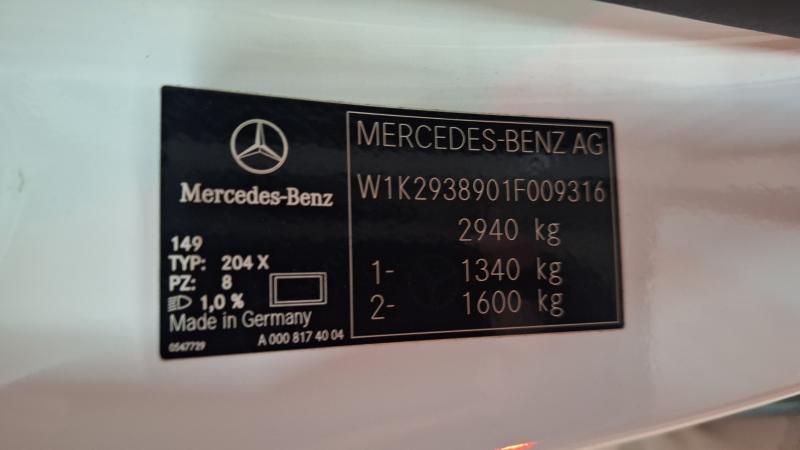 Mercedes-Benz
149
TYP: 204 X
PZ: 8
1,0 %
Made in Germany
0547729
A 000 817 40 04
MERCEDES-BENZ AG
W1K2938901F009316
2940 kg
1- 1340 kg
2- 1600 kg